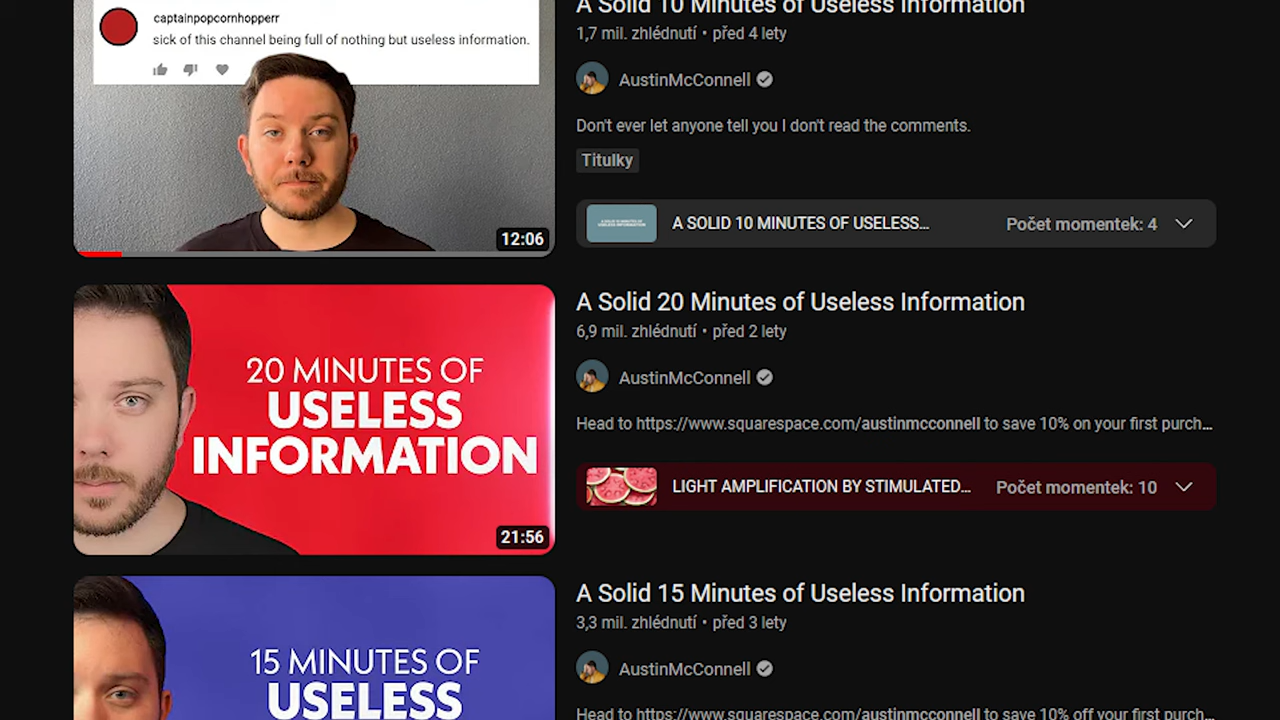 captainpopcornhopperr
sick of this channel being full of nothing but useless information.
12:06
A Solid 10 Minutes of Useless Information
1,7 mil. zhlédnutí • před 4 lety
AustinMcConnell
Don't ever let anyone tell you I don't read the comments.
Titulky
A SOLID 10 MINUTES OF USELESS...
Počet momentek: 4
20 MINUTES OF
USELESS
INFORMATION
21:56
A Solid 20 Minutes of Useless Information
6,9 mil. zhlédnutí • před 2 lety
AustinMcConnell
Head to https://www.squarespace.com/austinmcconnell to save 10% on your first purch...
LIGHT AMPLIFICATION BY STIMULATED...
Počet momentek: 10
15 MINUTES OF
USELESS
A Solid 15 Minutes of Useless Information
3,3 mil. zhlédnutí • před 3 lety
AustinMcConnell
Head to https://www.squarespace.com/austinmcconnell to save 10% off your first purch...